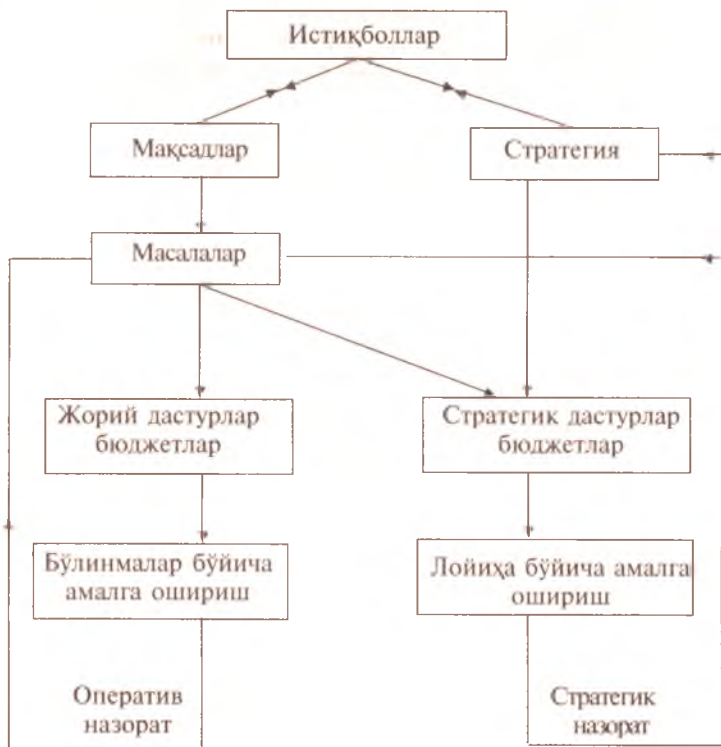 Истиқболлар
Мақсадлар
Стратегия
Масалалар
Жорий дастурлар
бюджетлар
Стратегик дастурлар
бюджетлар
Бўлинмалар бўйича
амалга ошириш
Лойиҳа бўйича амалга
ошириш
Оператив
назорат
Стратегик
назорат